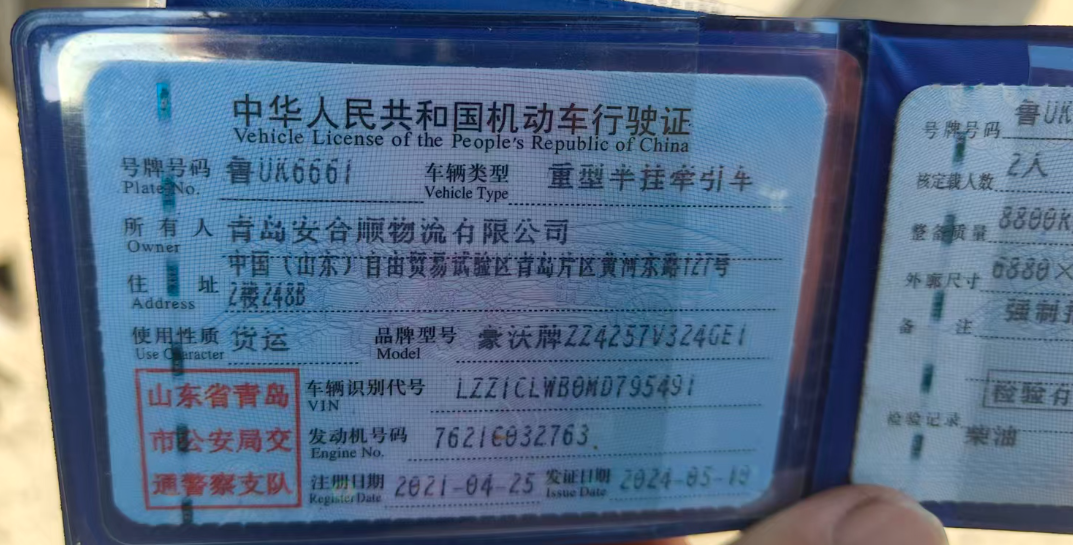 中华人民共和国机动车行驶证
Vehicle License of the People's Republic of China
号牌号码 鲁UK6661 车辆类型 重型半挂牵引车
Plate No. Vehicle Type
所有人 青岛安合顺物流有限公司
Owner
住址 中国(山东)自由贸易试验区青岛片区黄河东路127号
Address 2楼248B
使用性质 货运 品牌型号 豪沃牌ZZ4257V324GE1
Use Character Model
山东省青岛
市公安局交
通警察支队
车辆识别代号 LZZ1CLWB0MD795491
VIN
发动机号码 7621C032763
Engine No.
注册日期 2021-04-25 发证日期 2024-05-10
Register Date Issue Date
号牌号码 鲁UK
核定载人数 2人
整备质量 8800K
外廓尺寸 6880×
备注 强制
检验有
检验记录
柴油